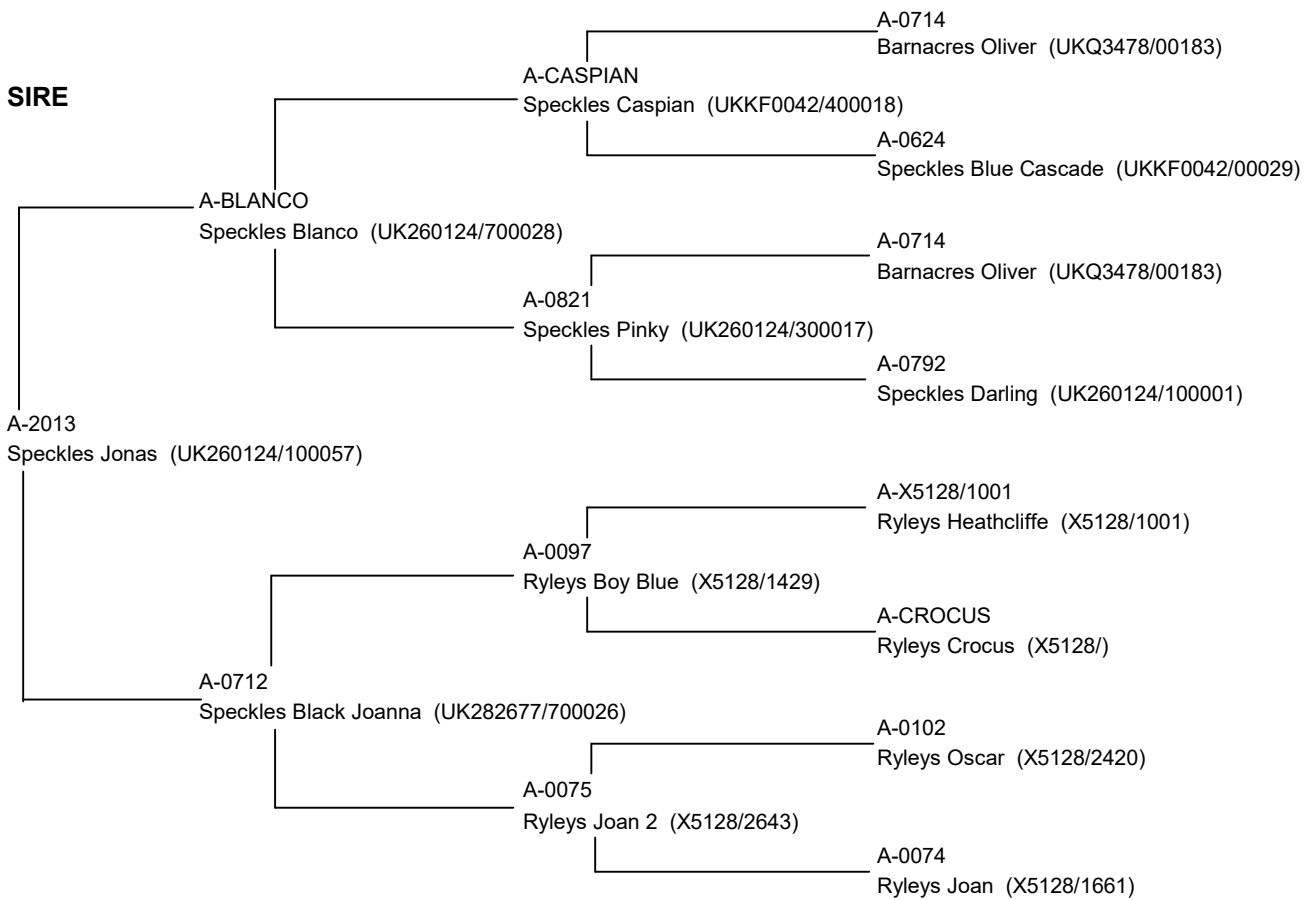 SIRE
A-0714
Barnacres Oliver (UKQ3478/00183)
A-CASPIAN
Speckles Caspian (UKKF0042/400018)
A-0624
Speckles Blue Cascade (UKKF0042/00029)
A-BLANCO
Speckles Blanco (UK260124/700028)
A-0714
Barnacres Oliver (UKQ3478/00183)
A-0821
Speckles Pinky (UK260124/300017)
A-0792
Speckles Darling (UK260124/100001)
A-2013
Speckles Jonas (UK260124/100057)
A-X5128/1001
Ryleys Heathcliffe (X5128/1001)
A-0097
Ryleys Boy Blue (X5128/1429)
A-CROCUS
Ryleys Crocus (X5128/)
A-0712
Speckles Black Joanna (UK282677/700026)
A-0102
Ryleys Oscar (X5128/2420)
A-0075
Ryleys Joan 2 (X5128/2643)
A-0074
Ryleys Joan (X5128/1661)